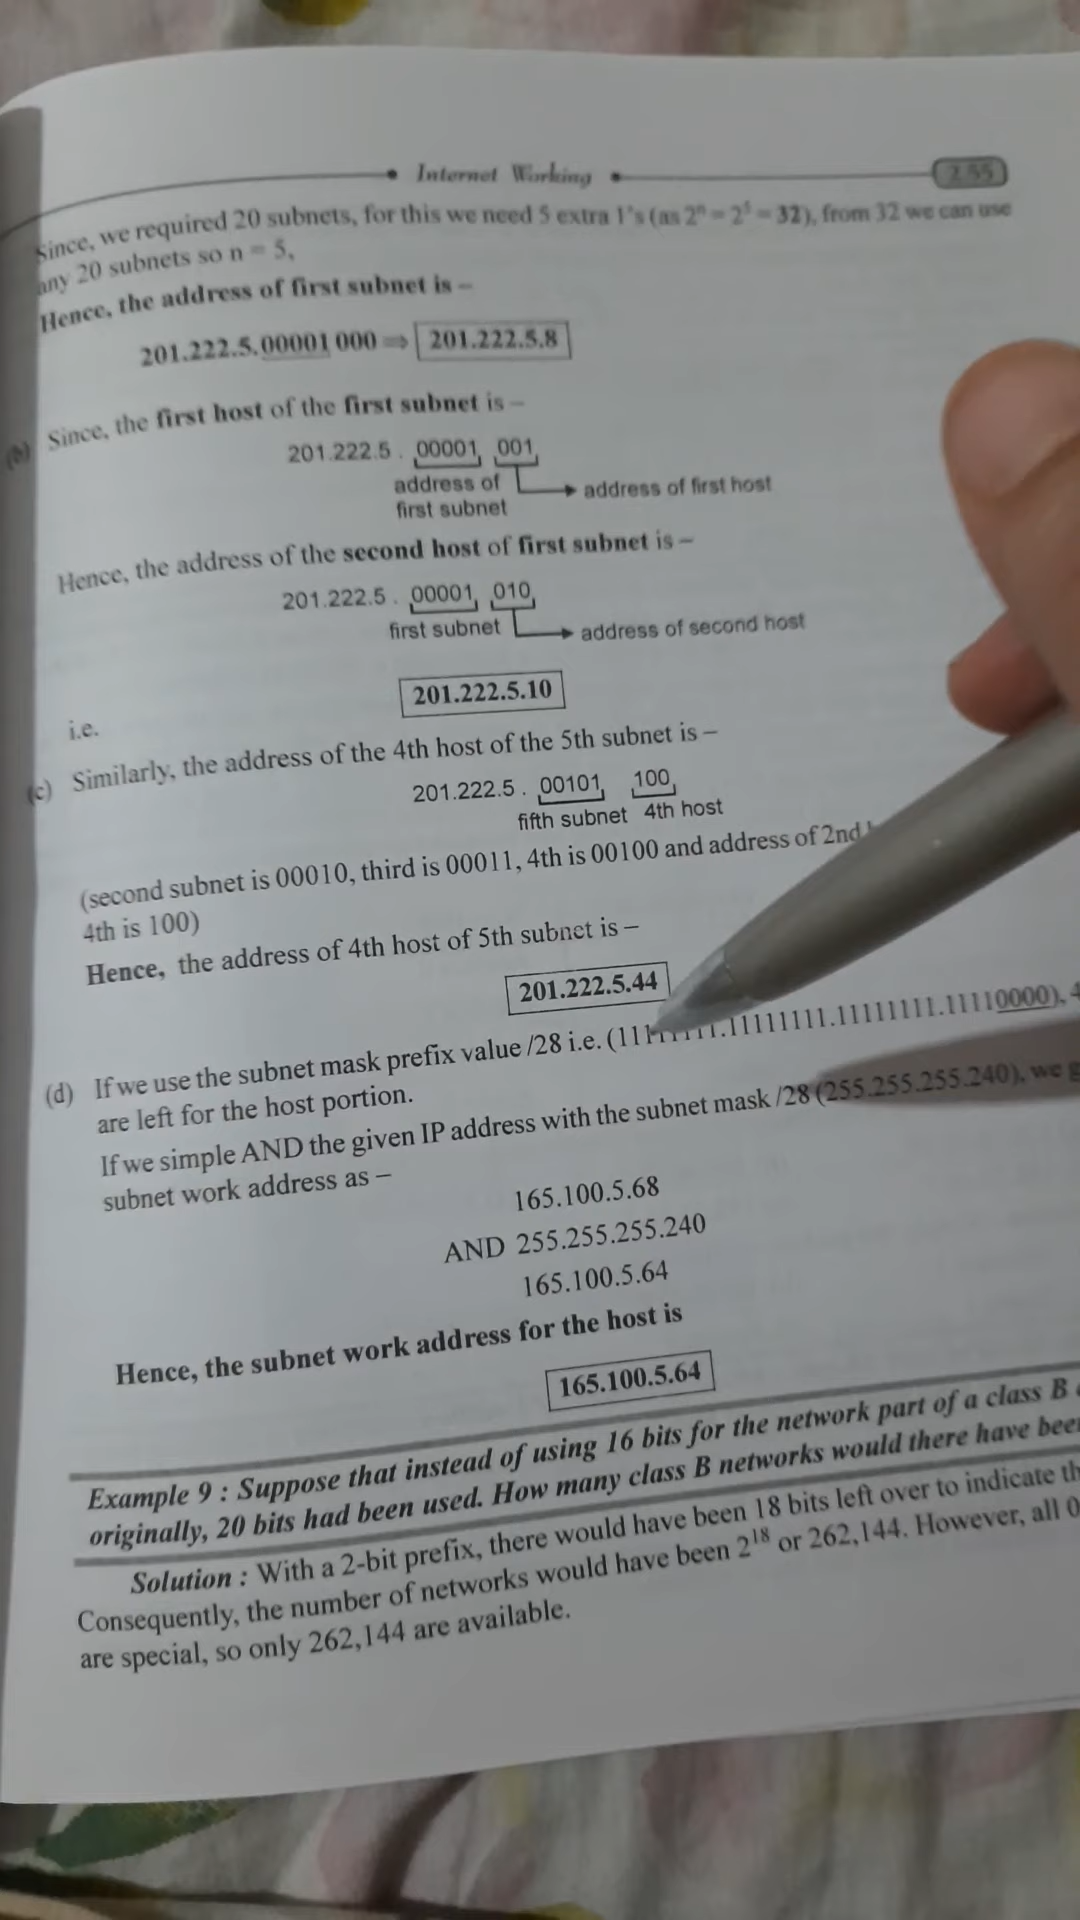 Internet Working
2.55
Since, we required 20 subnets, for this we need 5 extra 1's (as 2ⁿ = 2⁵ = 32), from 32 we can use
any 20 subnets so n = 5,
Hence, the address of first subnet is –
201.222.5.00001 000 ⇒ 201.222.5.8
(b) Since, the first host of the first subnet is –
201.222.5 . 00001 001
address of
first subnet
address of first host
Hence, the address of the second host of first subnet is –
201.222.5 . 00001 010
first subnet
address of second host
i.e. 201.222.5.10
(c) Similarly, the address of the 4th host of the 5th subnet is –
201.222.5 . 00101 100
fifth subnet 4th host
(second subnet is 00010, third is 00011, 4th is 00100 and address of 2nd
4th is 100)
Hence, the address of 4th host of 5th subnet is –
201.222.5.44
(d) If we use the subnet mask prefix value /28 i.e. (11111111.11111111.11111111.11110000), 4
are left for the host portion.
If we simple AND the given IP address with the subnet mask /28 (255.255.255.240), we g
subnet work address as –
165.100.5.68
AND 255.255.255.240
165.100.5.64
Hence, the subnet work address for the host is
165.100.5.64
Example 9 : Suppose that instead of using 16 bits for the network part of a class B
originally, 20 bits had been used. How many class B networks would there have been
Solution : With a 2-bit prefix, there would have been 18 bits left over to indicate th
Consequently, the number of networks would have been 2¹⁸ or 262,144. However, all 0
are special, so only 262,144 are available.